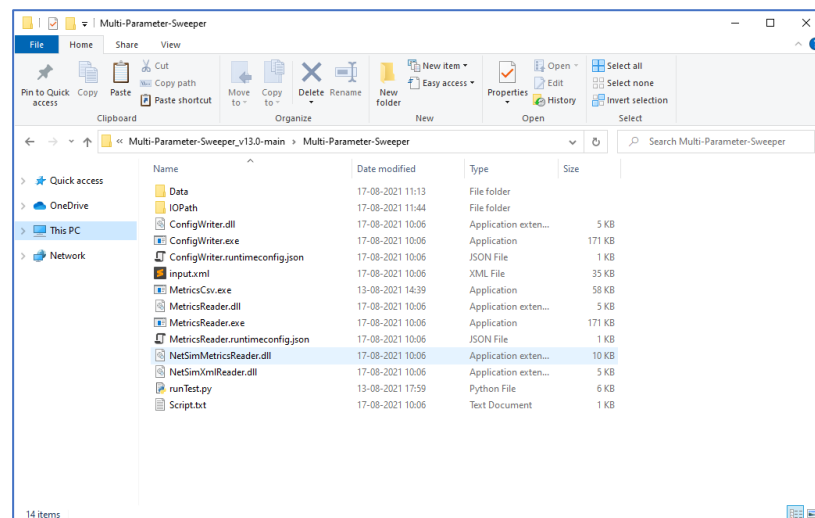 Multi-Parameter-Sweeper
File Home Share View
Pin to Quick access
Copy
Paste
Cut
Copy path
Paste shortcut
Clipboard
Move to
Copy to
Delete
Rename
Organize
New folder
New item
Easy access
New
Properties
Open
Edit
History
Open
Select all
Select none
Invert selection
Select
« Multi-Parameter-Sweeper_v13.0-main > Multi-Parameter-Sweeper
Search Multi-Parameter-Sweeper
Quick access
OneDrive
This PC
Network
Name Date modified Type Size
Data 17-08-2021 11:13 File folder
IOPath 17-08-2021 11:44 File folder
ConfigWriter.dll 17-08-2021 10:06 Application exten... 5 KB
ConfigWriter.exe 17-08-2021 10:06 Application 171 KB
ConfigWriter.runtimeconfig.json 17-08-2021 10:06 JSON File 1 KB
input.xml 17-08-2021 10:06 XML File 35 KB
MetricsCsv.exe 13-08-2021 14:39 Application 58 KB
MetricsReader.dll 17-08-2021 10:06 Application exten... 5 KB
MetricsReader.exe 17-08-2021 10:06 Application 171 KB
MetricsReader.runtimeconfig.json 17-08-2021 10:06 JSON File 1 KB
NetSimMetricsReader.dll 17-08-2021 10:06 Application exten... 10 KB
NetSimXmlReader.dll 17-08-2021 10:06 Application exten... 5 KB
runTest.py 13-08-2021 17:59 Python File 6 KB
Script.txt 17-08-2021 10:06 Text Document 1 KB
14 items